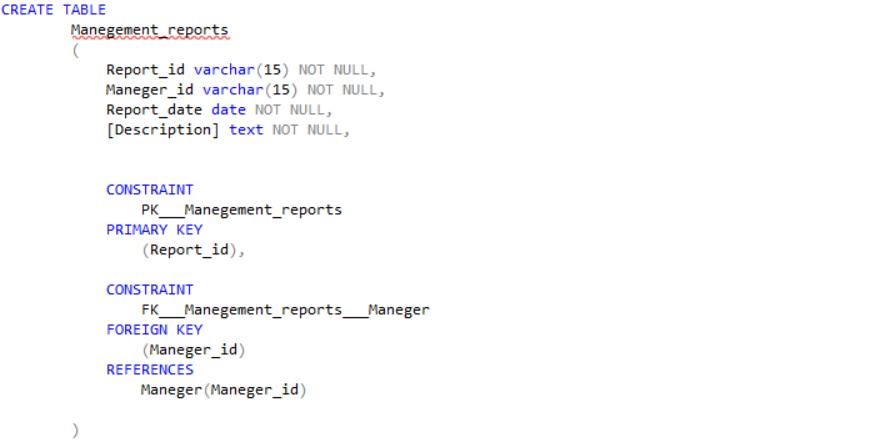 CREATE TABLE
Manegement_reports
(
Report_id varchar(15) NOT NULL,
Maneger_id varchar(15) NOT NULL,
Report_date date NOT NULL,
[Description] text NOT NULL,
CONSTRAINT
PK___Manegement_reports
PRIMARY KEY
(Report_id),
CONSTRAINT
FK___Manegement_reports___Maneger
FOREIGN KEY
(Maneger_id)
REFERENCES
Maneger(Maneger_id)
)